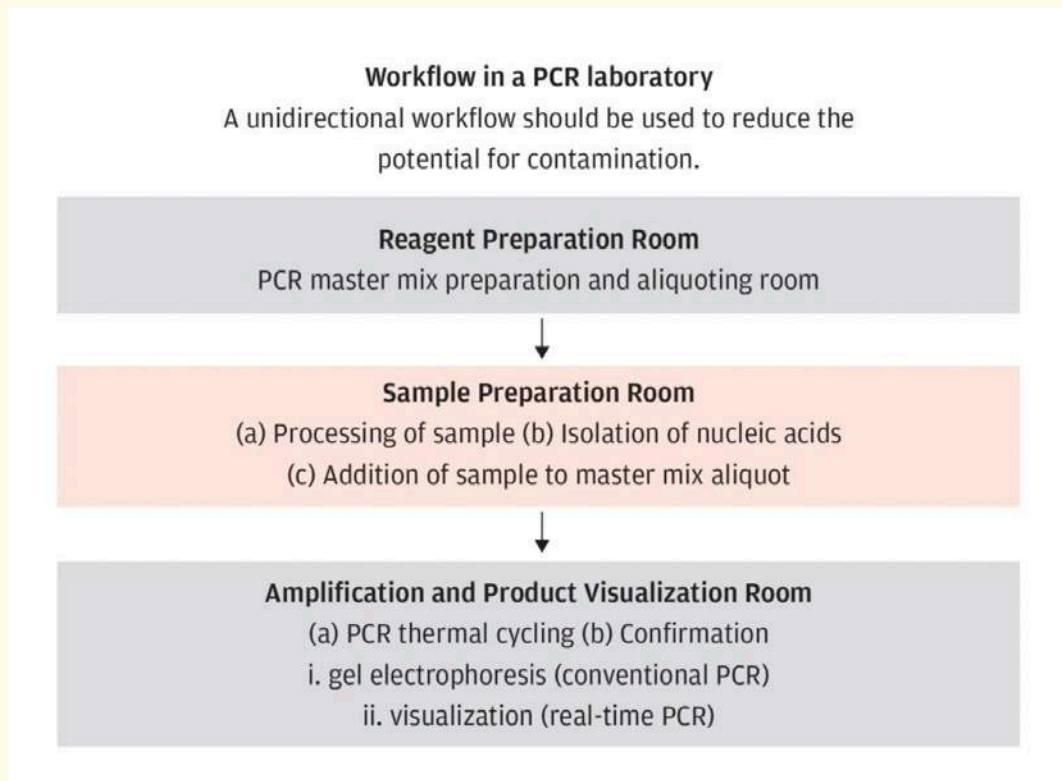 Workflow in a PCR laboratory
A unidirectional workflow should be used to reduce the
potential for contamination.
Reagent Preparation Room
PCR master mix preparation and aliquoting room
Sample Preparation Room
(a) Processing of sample (b) Isolation of nucleic acids
(c) Addition of sample to master mix aliquot
Amplification and Product Visualization Room
(a) PCR thermal cycling (b) Confirmation
i. gel electrophoresis (conventional PCR)
ii. visualization (real-time PCR)